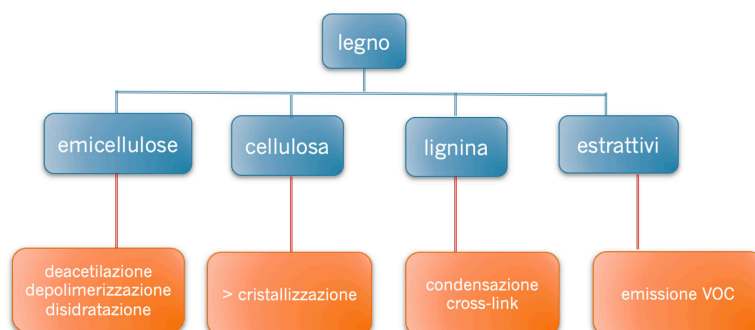 legno
emicellulose
cellulosa
lignina
estrattivi
deacetilazione
depolimerizzazione
disidratazione
> cristallizzazione
condensazione
cross-link
emissione VOC